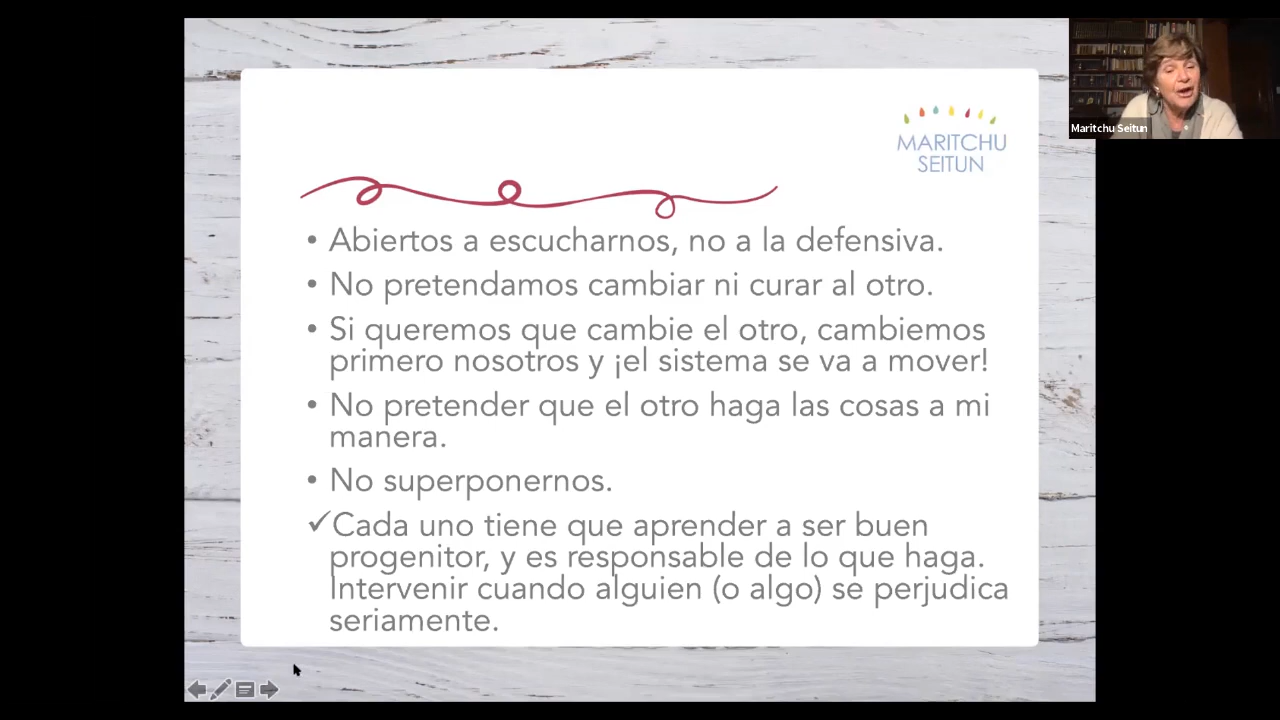 Maritchu Seitun
MARITCHU
SEITUN
• Abiertos a escucharnos, no a la defensiva.
• No pretendamos cambiar ni curar al otro.
• Si queremos que cambie el otro, cambiemos
primero nosotros y ¡el sistema se va a mover!
• No pretender que el otro haga las cosas a mi
manera.
• No superponernos.
✓Cada uno tiene que aprender a ser buen
progenitor, y es responsable de lo que haga.
Intervenir cuando alguien (o algo) se perjudica
seriamente.